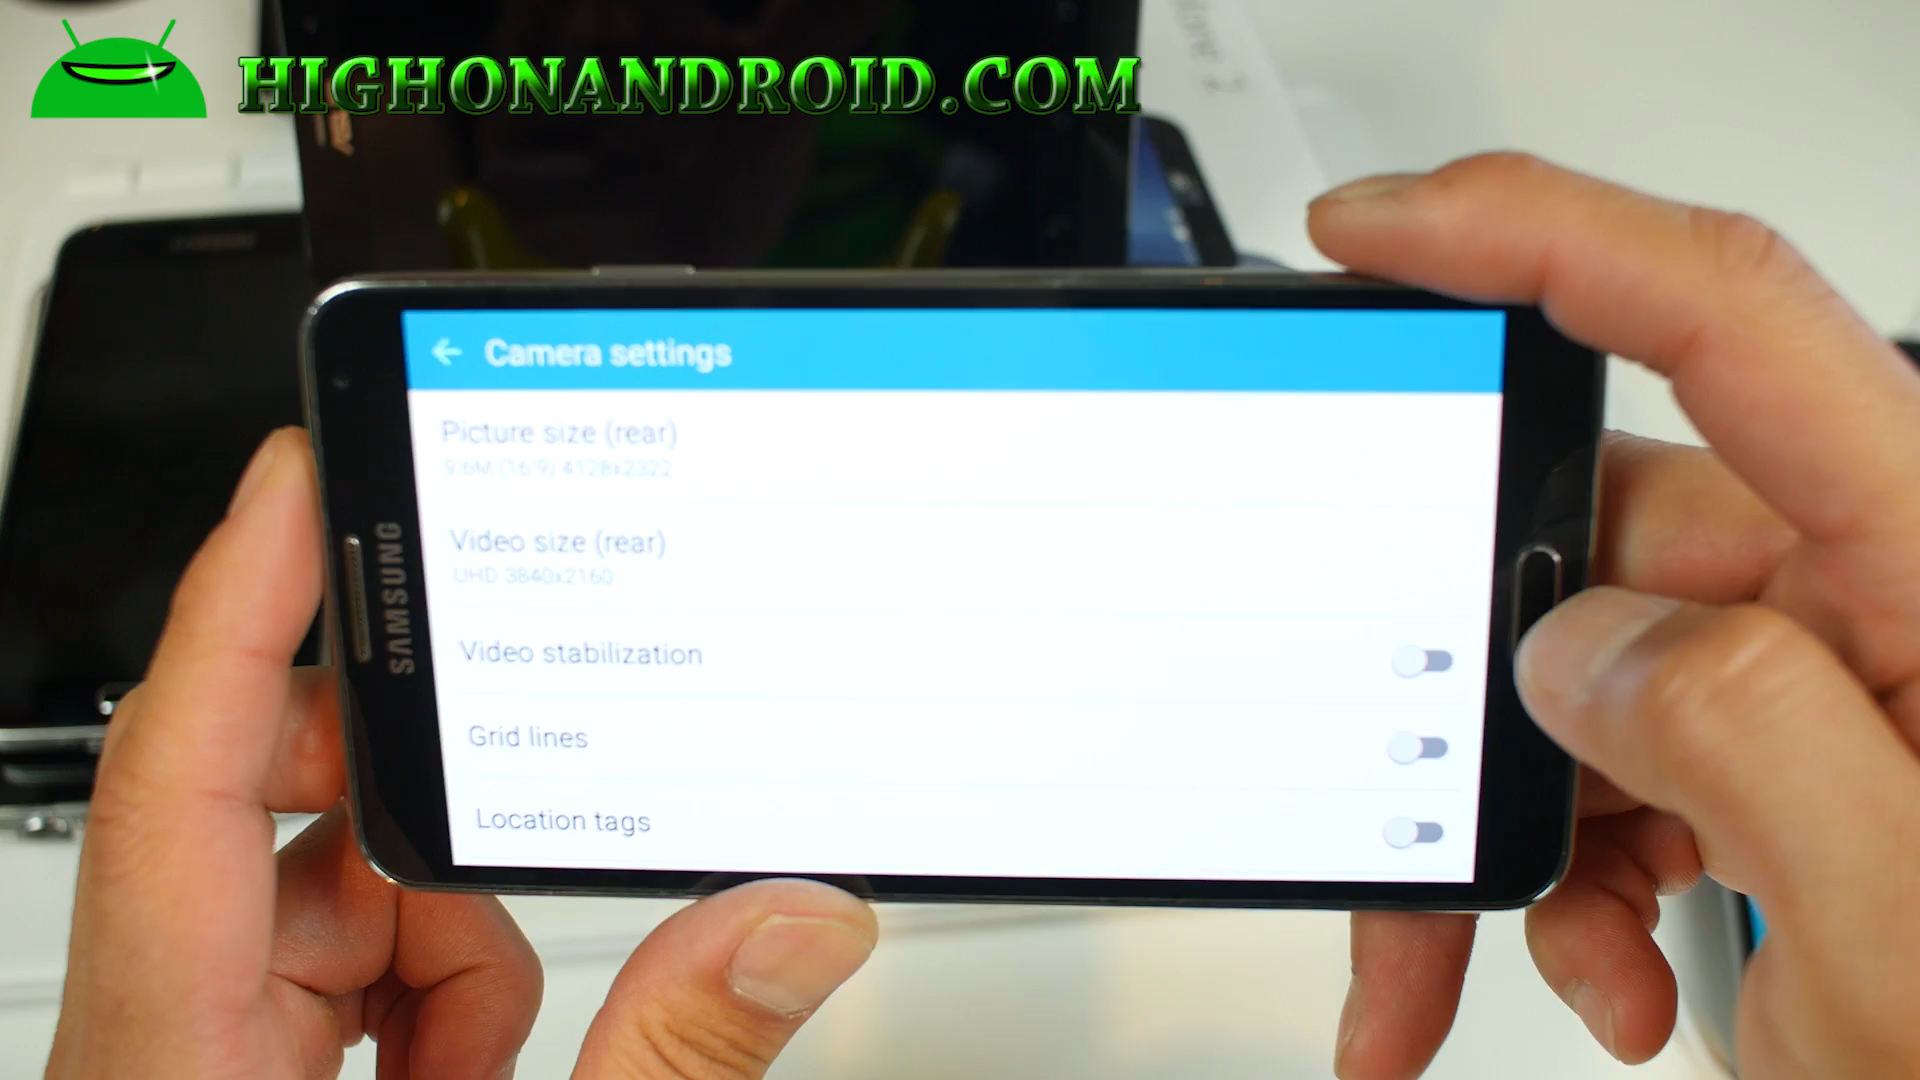 HIGHONANDROID.COM
Camera settings
Picture size (rear)
9.6M (16:9) 4128x2322
Video size (rear)
UHD 3840x2160
Video stabilization
Grid lines
Location tags
SAMSUNG